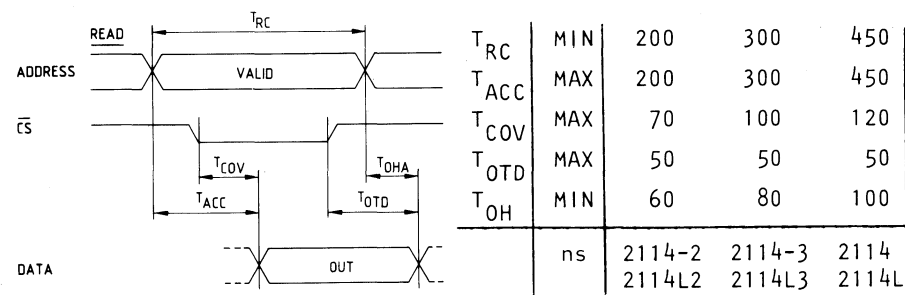 READ
T_RC
ADDRESS
VALID
C̅S̅
T_COV
T_OHA
T_ACC
T_OTD
DATA
OUT
T_RC MIN 200 300 450
T_ACC MAX 200 300 450
T_COV MAX 70 100 120
T_OTD MAX 50 50 50
T_OH MIN 60 80 100
ns 2114-2 2114-3 2114
2114L2 2114L3 2114L